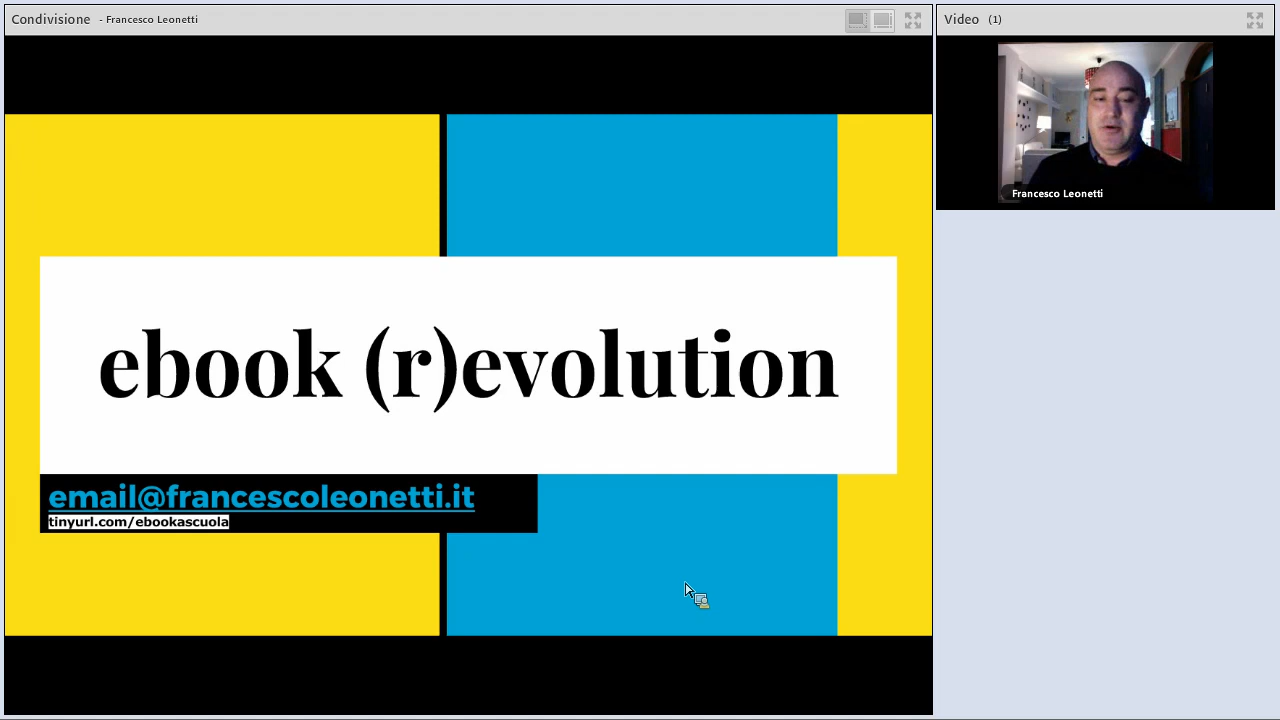 Condivisione - Francesco Leonetti
Video (1)
Francesco Leonetti
ebook (r)evolution
email@francescoleonetti.it
tinyurl.com/ebookascuola